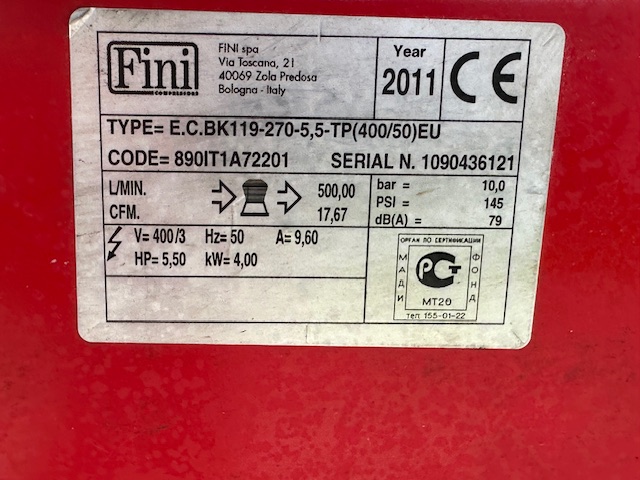 Fini
COMPRESSORS
FINI spa
Via Toscana, 21
40069 Zola Predosa
Bologna - Italy
Year
2011
CE
TYPE= E.C.BK119-270-5,5-TP(400/50)EU
CODE= 890IT1A72201 SERIAL N. 1090436121
L/MIN. 500,00
CFM. 17,67
bar = 10,0
PSI = 145
dB(A) = 79
V= 400/3 Hz= 50 A= 9,60
HP= 5,50 kW= 4,00
ОРГАН ПО СЕРТИФИКАЦИИ
МАДИ
ФОНД
РСТ
МТ20
тел. 155-01-22